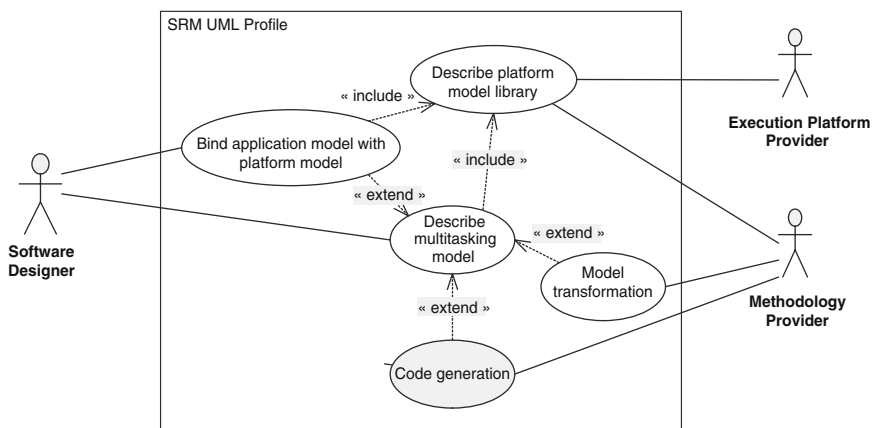 SRM UML Profile
Describe platform
model library
« include »
Bind application model with
platform model
« include »
« extend »
Describe
multitasking
model
« extend »
Model
transformation
« extend »
Code generation
Software
Designer
Execution Platform
Provider
Methodology
Provider